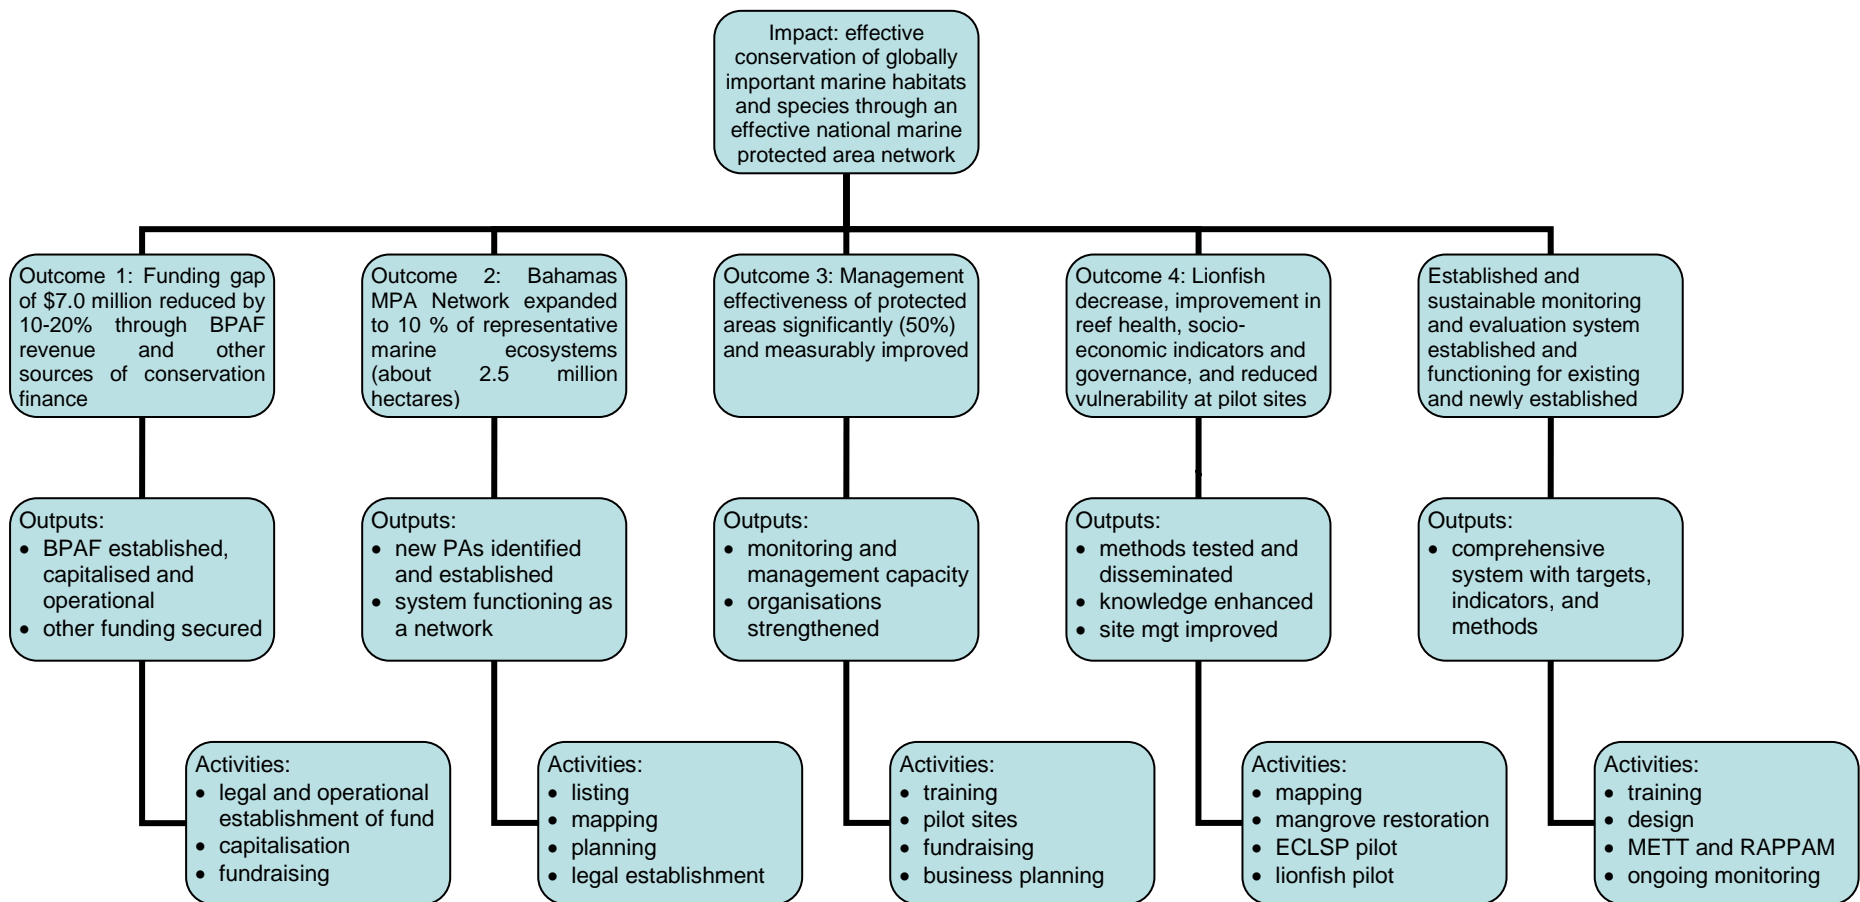 Impact: effective
conservation of globally
important marine habitats
and species through an
effective national marine
protected area network
Outcome 1: Funding gap
of $7.0 million reduced by
10-20% through BPAF
revenue and other
sources of conservation
finance
Outcome 2: Bahamas
MPA Network expanded
to 10 % of representative
marine ecosystems
(about 2.5 million
hectares)
Outcome 3: Management
effectiveness of protected
areas significantly (50%)
and measurably improved
Outcome 4: Lionfish
decrease, improvement in
reef health, socio-
economic indicators and
governance, and reduced
vulnerability at pilot sites
Established and
sustainable monitoring
and evaluation system
established and
functioning for existing
and newly established
Outputs:
• BPAF established,
capitalised and
operational
• other funding secured
Outputs:
• new PAs identified
and established
• system functioning as
a network
Outputs:
• monitoring and
management capacity
• organisations
strengthened
Outputs:
• methods tested and
disseminated
• knowledge enhanced
• site mgt improved
Outputs:
• comprehensive
system with targets,
indicators, and
methods
Activities:
• legal and operational
establishment of fund
• capitalisation
• fundraising
Activities:
• listing
• mapping
• planning
• legal establishment
Activities:
• training
• pilot sites
• fundraising
• business planning
Activities:
• mapping
• mangrove restoration
• ECLSP pilot
• lionfish pilot
Activities:
• training
• design
• METT and RAPPAM
• ongoing monitoring